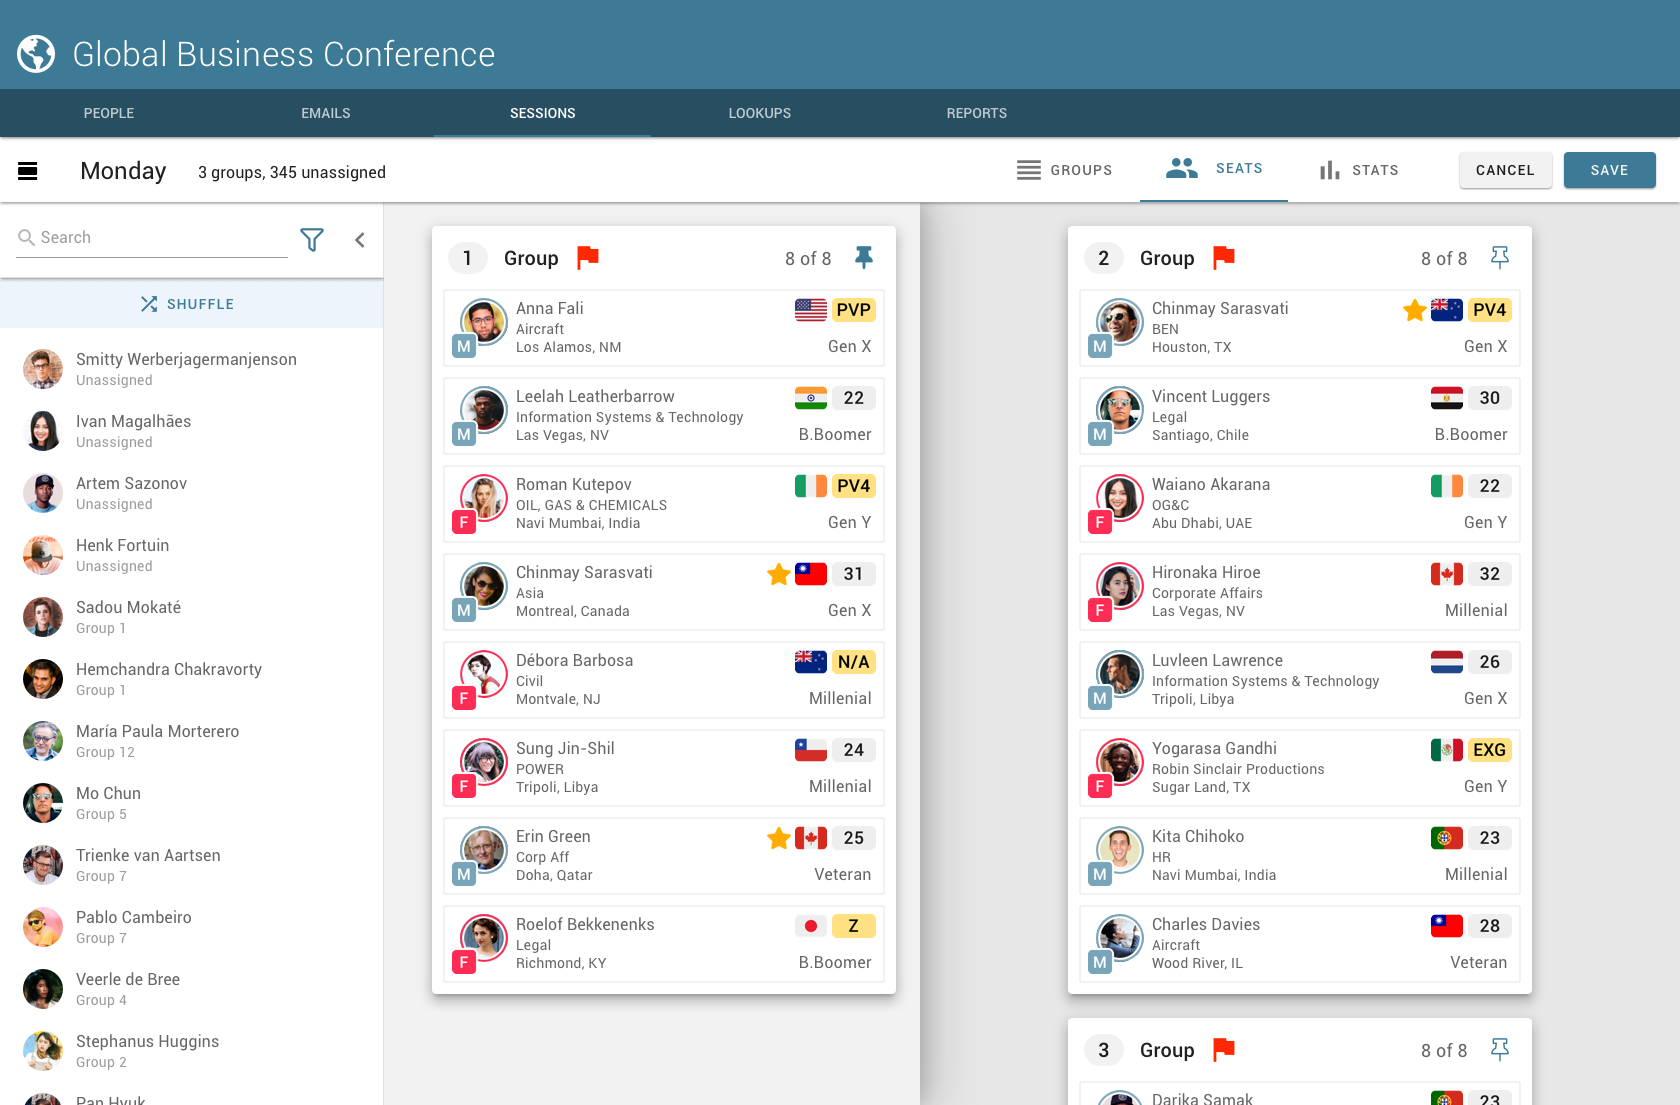 Global Business Conference
PEOPLE
EMAILS
SESSIONS
LOOKUPS
REPORTS
Monday
3 groups, 345 unassigned
GROUPS
SEATS
STATS
CANCEL
SAVE
Search
SHUFFLE
Smitty Werberjagermanjenson
Unassigned
Ivan Magalhães
Unassigned
Artem Sazonov
Unassigned
Henk Fortuin
Unassigned
Sadou Mokaté
Group 1
Hemchandra Chakravorty
Group 1
María Paula Morterero
Group 12
Mo Chun
Group 5
Trienke van Aartsen
Group 7
Pablo Cambeiro
Group 7
Veerle de Bree
Group 4
Stephanus Huggins
Group 2
Pan Hyuk
1 Group 8 of 8
Anna Fali PVP
Aircraft
M Los Alamos, NM Gen X
Leelah Leatherbarrow 22
Information Systems & Technology
M Las Vegas, NV B.Boomer
Roman Kutepov PV4
OIL, GAS & CHEMICALS
F Navi Mumbai, India Gen Y
Chinmay Sarasvati 31
Asia
M Montreal, Canada Gen X
Débora Barbosa N/A
Civil
F Montvale, NJ Millenial
Sung Jin-Shil 24
POWER
F Tripoli, Libya Millenial
Erin Green 25
Corp Aff
M Doha, Qatar Veteran
Roelof Bekkenenks Z
Legal
F Richmond, KY B.Boomer
2 Group 8 of 8
Chinmay Sarasvati PV4
BEN
M Houston, TX Gen X
Vincent Luggers 30
Legal
M Santiago, Chile B.Boomer
Waiano Akarana 22
OG&C
F Abu Dhabi, UAE Gen Y
Hironaka Hiroe 32
Corporate Affairs
F Las Vegas, NV Millenial
Luvleen Lawrence 26
Information Systems & Technology
M Tripoli, Libya Gen X
Yogarasa Gandhi EXG
Robin Sinclair Productions
F Sugar Land, TX Gen Y
Kita Chihoko 23
HR
M Navi Mumbai, India Millenial
Charles Davies 28
Aircraft
M Wood River, IL Veteran
3 Group 8 of 8
Darika Samak 23